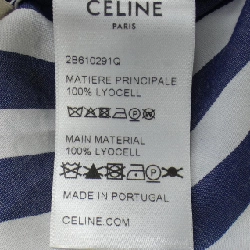 CELINE
PARIS
2B610291Q
MATIERE PRINCIPALE
100% LYOCELL
MAIN MATERIAL
100% LYOCELL
MADE IN PORTUGAL
CELINE.COM